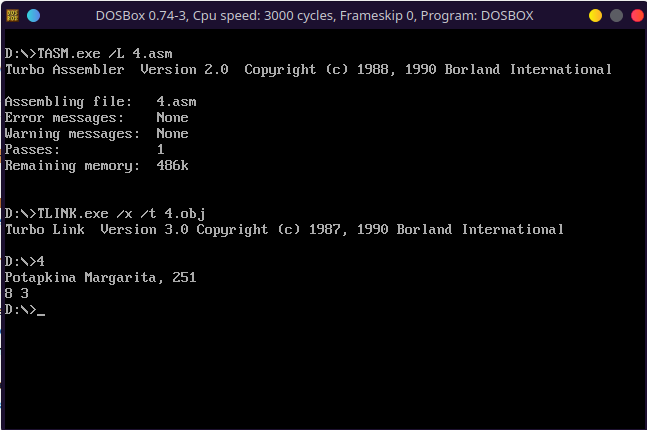 DOSBox 0.74-3, Cpu speed: 3000 cycles, Frameskip 0, Program: DOSBOX
D:\>TASM.exe /L 4.asm
Turbo Assembler  Version 2.0  Copyright (c) 1988, 1990 Borland International
Assembling file:   4.asm
Error messages:    None
Warning messages:  None
Passes:            1
Remaining memory:  486k
D:\>TLINK.exe /x /t 4.obj
Turbo Link  Version 3.0 Copyright (c) 1987, 1990 Borland International
D:\>4
Potapkina Margarita, 251
8 3
D:\>_